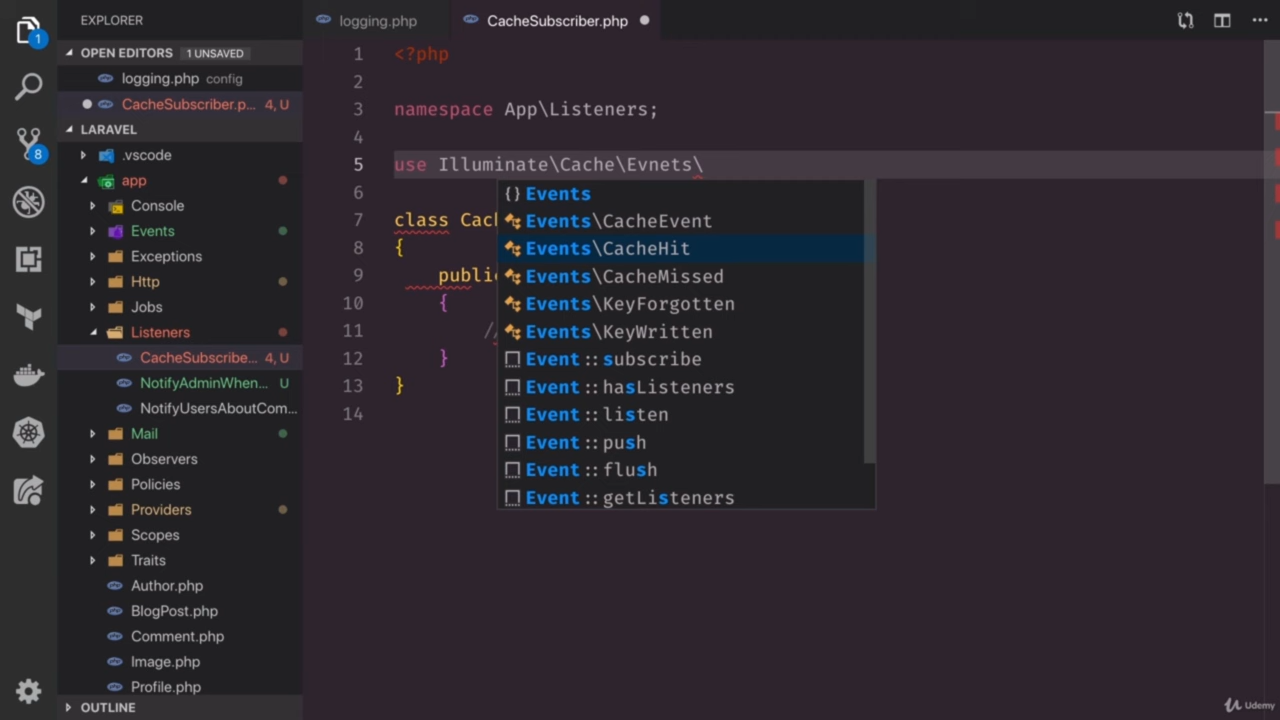 EXPLORER
OPEN EDITORS 1 UNSAVED
logging.php config
CacheSubscriber.p... 4, U
LARAVEL
.vscode
app
Console
Events
Exceptions
Http
Jobs
Listeners
CacheSubscribe... 4, U
NotifyAdminWhen... U
NotifyUsersAboutCom...
Mail
Observers
Policies
Providers
Scopes
Traits
Author.php
BlogPost.php
Comment.php
Image.php
Profile.php
OUTLINE
1
8
logging.php
CacheSubscriber.php
1 <?php
2
3 namespace App\Listeners;
4
5 use Illuminate\Cache\Evnets\
6
7 class Cac
8 {
9 public
10 {
11 //
12 }
13 }
14
{} Events
Events\CacheEvent
Events\CacheHit
Events\CacheMissed
Events\KeyForgotten
Events\KeyWritten
Event::subscribe
Event::hasListeners
Event::listen
Event::push
Event::flush
Event::getListeners
Udemy